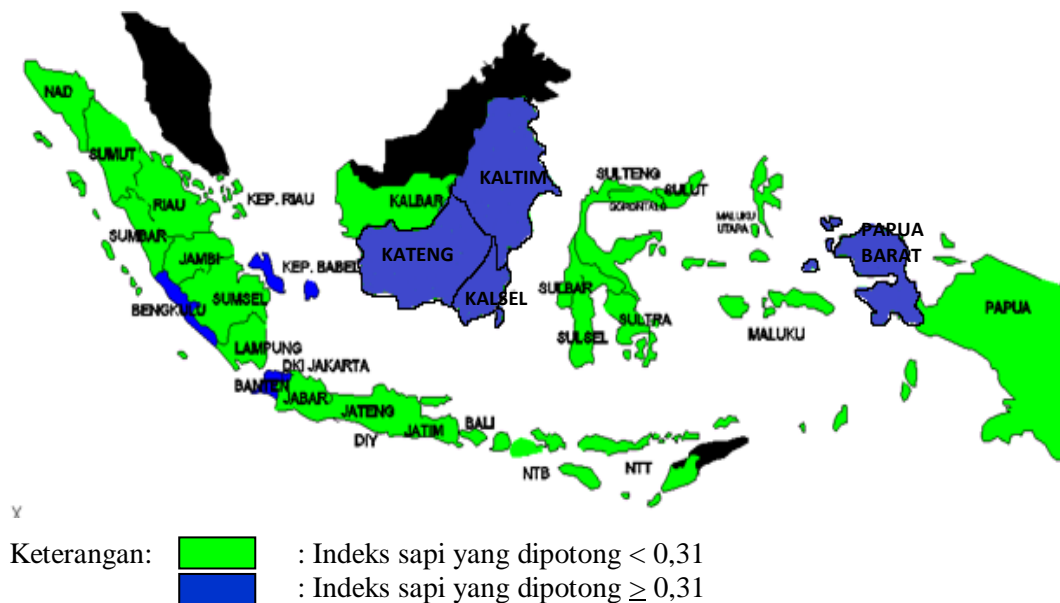 NAD
SUMUT
RIAU
KEP. RIAU
SUMBAR
JAMBI
KEP. BABEL
SUMSEL
BENGKULU
LAMPUNG
DKI JAKARTA
BANTEN
JABAR
JATENG
DIY
JATIM
BALI
NTB
NTT
KALBAR
KALTIM
KATENG
KALSEL
SULTENG
SULUT
GORONTALO
SULBAR
SULSEL
SULTRA
MALUKU
UTARA
MALUKU
PAPUA
BARAT
PAPUA
Y
Keterangan:
: Indeks sapi yang dipotong < 0,31
: Indeks sapi yang dipotong ≥ 0,31